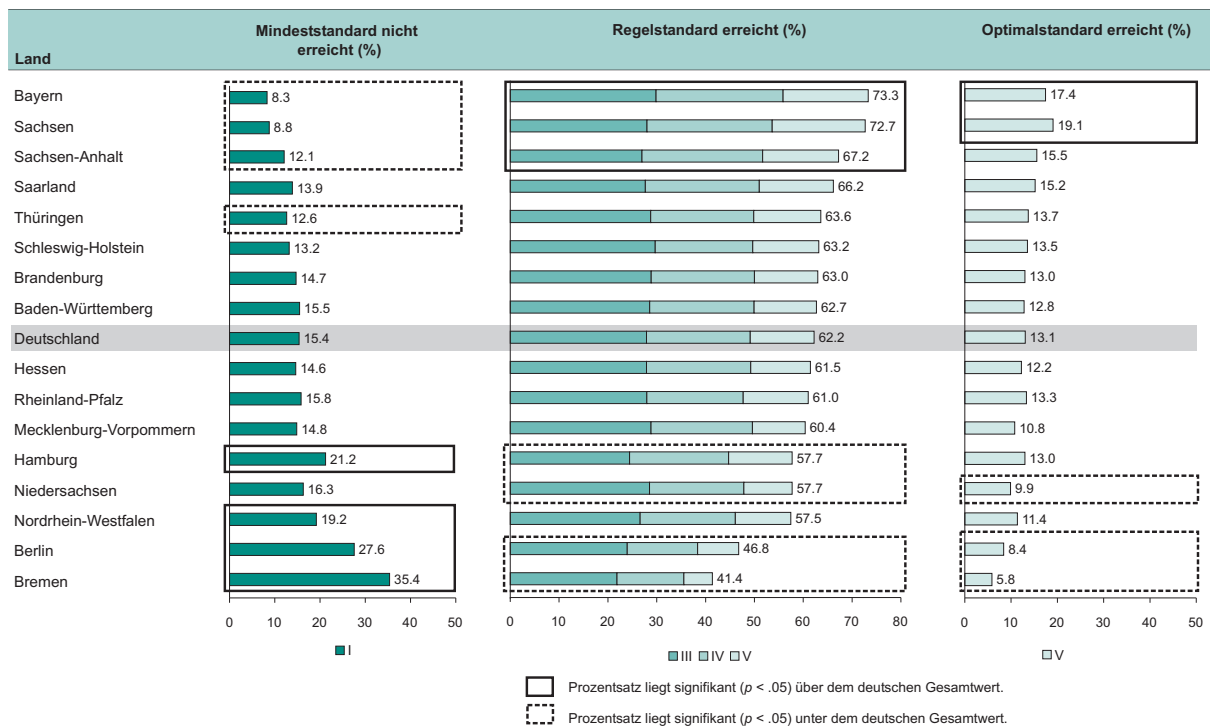 Land Mindeststandard nicht erreicht (%) Regelstandard erreicht (%) Optimalstandard erreicht (%)
Bayern 8.3 73.3 17.4
Sachsen 8.8 72.7 19.1
Sachsen-Anhalt 12.1 67.2 15.5
Saarland 13.9 66.2 15.2
Thüringen 12.6 63.6 13.7
Schleswig-Holstein 13.2 63.2 13.5
Brandenburg 14.7 63.0 13.0
Baden-Württemberg 15.5 62.7 12.8
Deutschland 15.4 62.2 13.1
Hessen 14.6 61.5 12.2
Rheinland-Pfalz 15.8 61.0 13.3
Mecklenburg-Vorpommern 14.8 60.4 10.8
Hamburg 21.2 57.7 13.0
Niedersachsen 16.3 57.7 9.9
Nordrhein-Westfalen 19.2 57.5 11.4
Berlin 27.6 46.8 8.4
Bremen 35.4 41.4 5.8
0 10 20 30 40 50 0 10 20 30 40 50 60 70 80 0 10 20 30 40 50
I III IV V V
Prozentsatz liegt signifikant (p < .05) über dem deutschen Gesamtwert.
Prozentsatz liegt signifikant (p < .05) unter dem deutschen Gesamtwert.